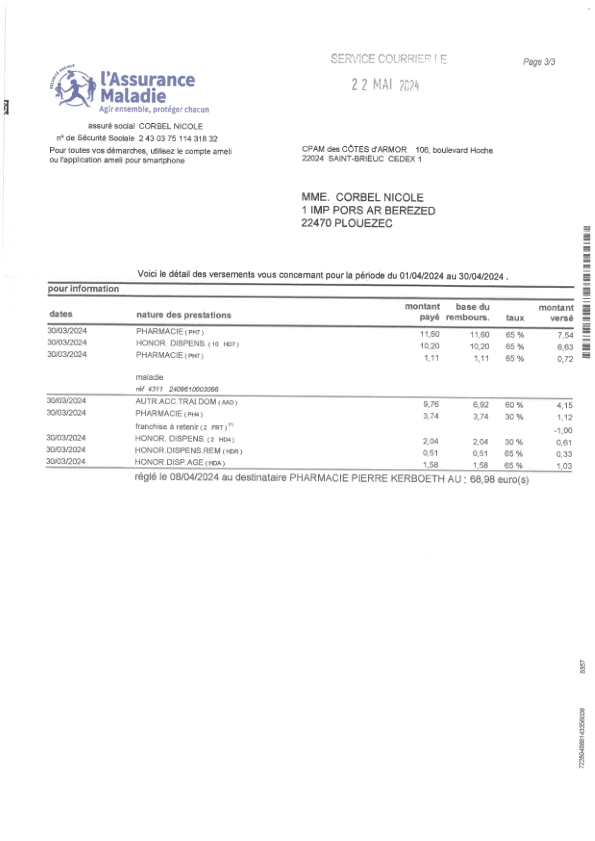 SERVICE COURRIER LE
22 MAI 2024
Page 3/3
SÉCURITÉ SOCIALE
l'Assurance
Maladie
Agir ensemble, protéger chacun
assuré social CORBEL NICOLE
n° de Sécurité Sociale 2 43 03 75 114 318 32
Pour toutes vos démarches, utilisez le compte ameli
ou l'application ameli pour smartphone
CPAM des CÔTES d'ARMOR 106, boulevard Hoche
22024 SAINT-BRIEUC CEDEX 1
MME. CORBEL NICOLE
1 IMP PORS AR BEREZED
22470 PLOUEZEC
Voici le détail des versements vous concernant pour la période du 01/04/2024 au 30/04/2024 .
pour information
dates nature des prestations montant payé base du rembours. taux montant versé
30/03/2024 PHARMACIE (PH7) 11,60 11,60 65 % 7,54
30/03/2024 HONOR. DISPENS. (10 HD7) 10,20 10,20 65 % 6,63
30/03/2024 PHARMACIE (PH7) 1,11 1,11 65 % 0,72
maladie
réf 4311 2409610003066
30/03/2024 AUTR.ACC.TRAI.DOM (AAD) 9,76 6,92 60 % 4,15
30/03/2024 PHARMACIE (PH4) 3,74 3,74 30 % 1,12
franchise à retenir (2 FRT) -1,00
30/03/2024 HONOR. DISPENS. (2 HD4) 2,04 2,04 30 % 0,61
30/03/2024 HONOR.DISPENS.REM (HDR) 0,51 0,51 65 % 0,33
30/03/2024 HONOR.DISP.AGE (HDA) 1,58 1,58 65 % 1,03
réglé le 08/04/2024 au destinataire PHARMACIE PIERRE KERBOETH AU : 68,98 euro(s)
8357